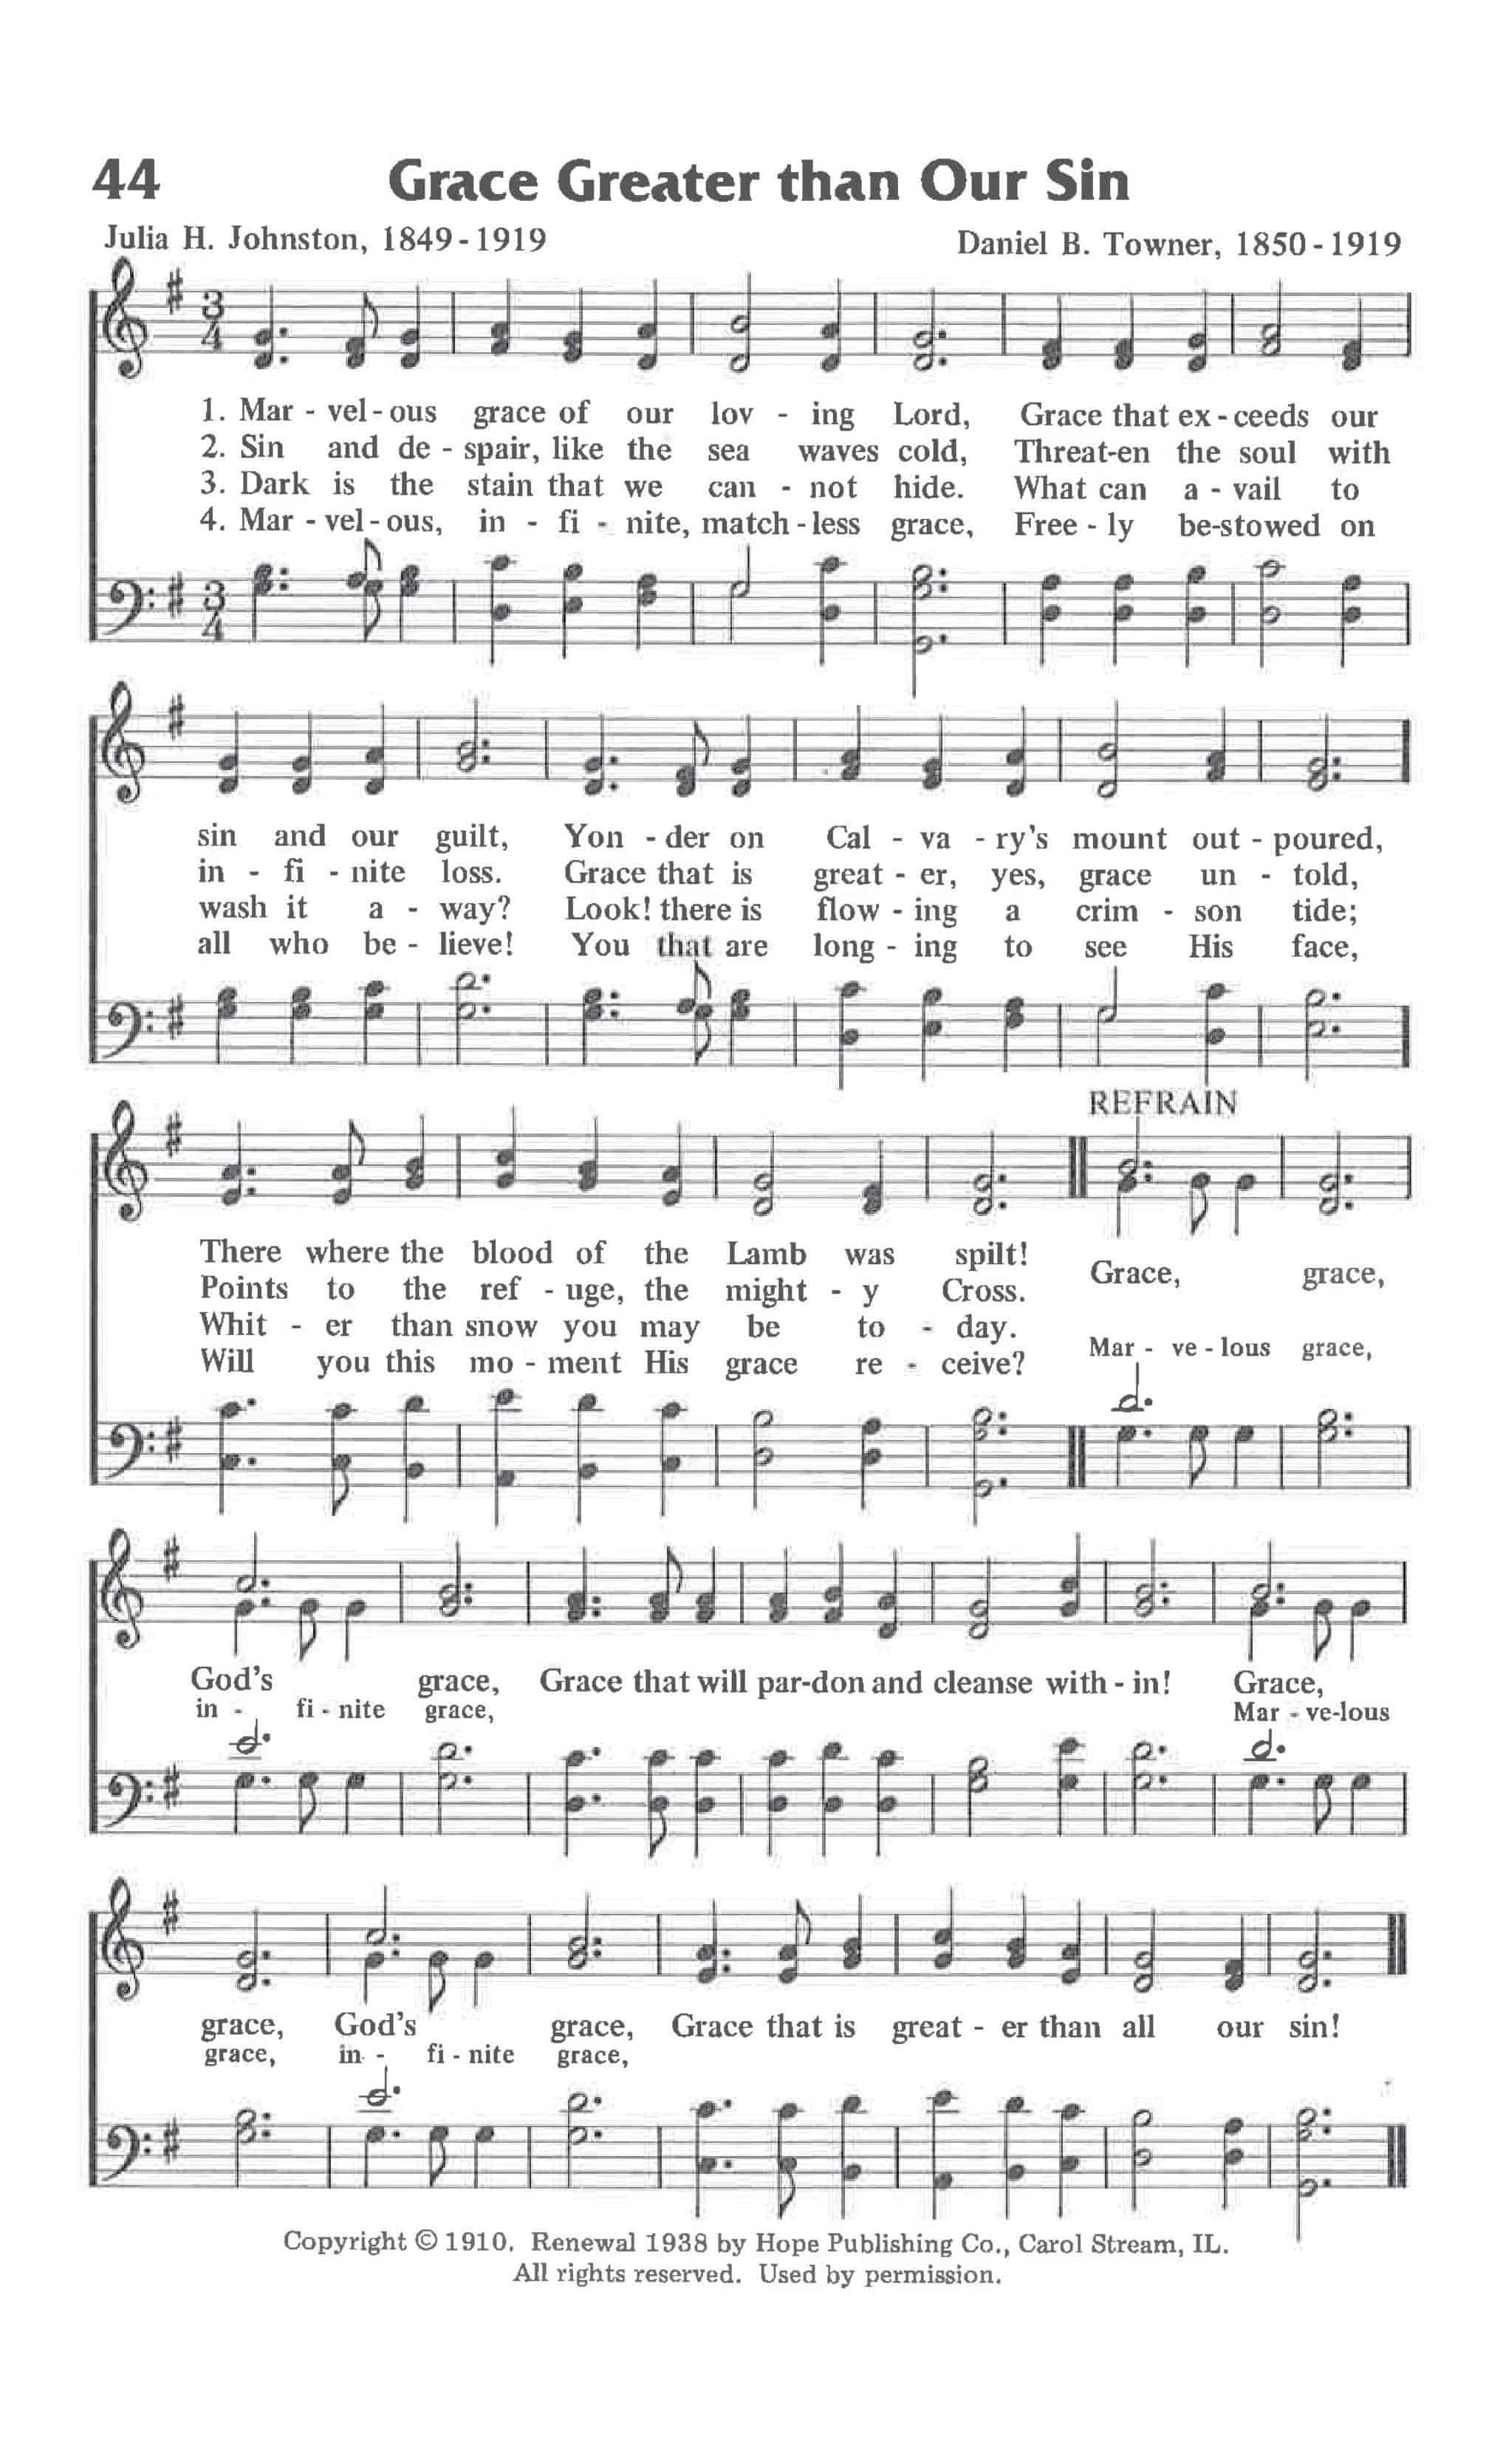 44 Grace Greater than Our Sin
Julia H. Johnston, 1849-1919 Daniel B. Towner, 1850-1919
3 4
1. Mar - vel - ous grace of our lov - ing Lord, Grace that ex - ceeds our
2. Sin and de - spair, like the sea waves cold, Threat-en the soul with
3. Dark is the stain that we can - not hide. What can a - vail to
4. Mar - vel - ous, in - fi - nite, match - less grace, Free - ly be-stowed on
3 4
sin and our guilt, Yon - der on Cal - va - ry's mount out - poured,
in - fi - nite loss. Grace that is great - er, yes, grace un - told,
wash it a - way? Look! there is flow - ing a crim - son tide;
all who be - lieve! You that are long - ing to see His face,
REFRAIN
There where the blood of the Lamb was spilt! Grace, grace,
Points to the ref - uge, the might - y Cross.
Whit - er than snow you may be to - day.
Will you this mo - ment His grace re - ceive? Mar - ve - lous grace,
God's grace, Grace that will par-don and cleanse with - in! Grace,
in - fi - nite grace, Mar - ve-lous
grace, God's grace, Grace that is great - er than all our sin!
grace, in - fi - nite grace,
Copyright © 1910. Renewal 1938 by Hope Publishing Co., Carol Stream, IL.
All rights reserved. Used by permission.